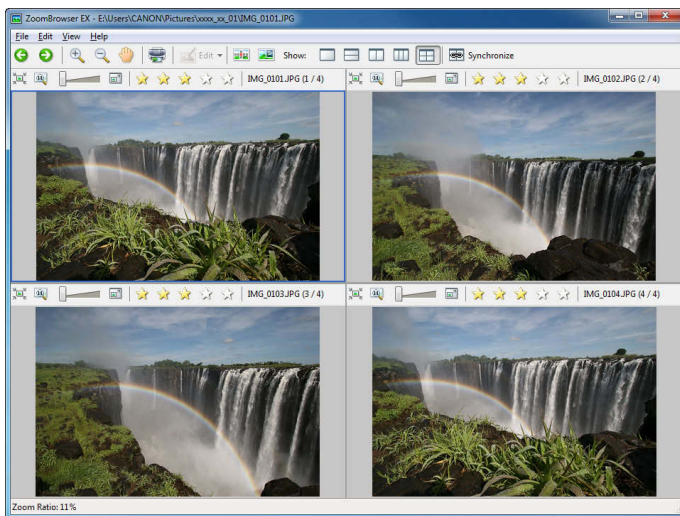 ZoomBrowser EX - E:\Users\CANON\Pictures\xxxx_xx_01\IMG_0101.JPG
File Edit View Help
Edit Show: Synchronize
IMG_0101.JPG (1 / 4) IMG_0102.JPG (2 / 4)
IMG_0103.JPG (3 / 4) IMG_0104.JPG (4 / 4)
Zoom Ratio: 11%